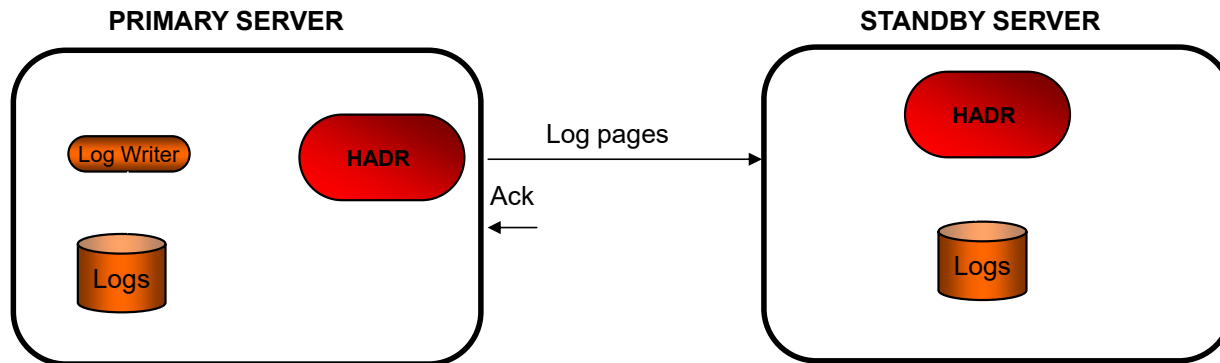 PRIMARY SERVER
STANDBY SERVER
HADR
Log Writer
HADR
Log pages
Ack
Logs
Logs